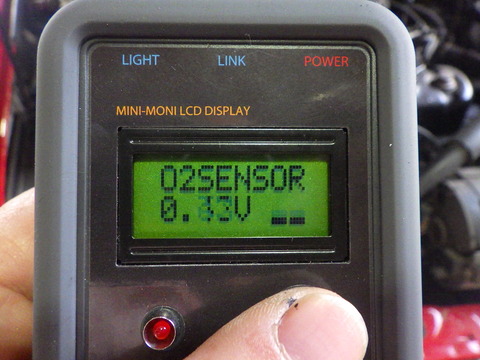 LIGHT LINK POWER
MINI-MONI LCD DISPLAY
O2SENSOR